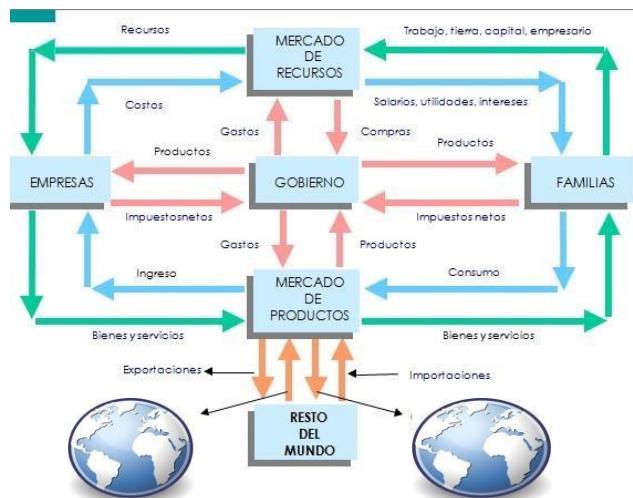 Recursos
MERCADO
DE
RECURSOS
Trabajo, tierra, capital, empresario
Costos
Salarios, utilidades, intereses
Gastos
Compras
Productos
Productos
EMPRESAS
GOBIERNO
FAMILIAS
Impuestosnetos
Impuestos netos
Gastos
Productos
Ingreso
MERCADO
DE
PRODUCTOS
Consumo
Bienes y servicios
Bienes y servicios
Exportaciones
Importaciones
RESTO
DEL
MUNDO